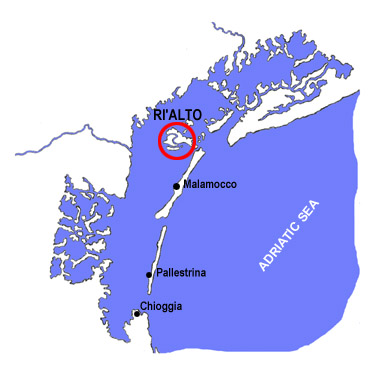 RI'ALTO
Malamocco
ADRIATIC SEA
Pallestrina
Chioggia